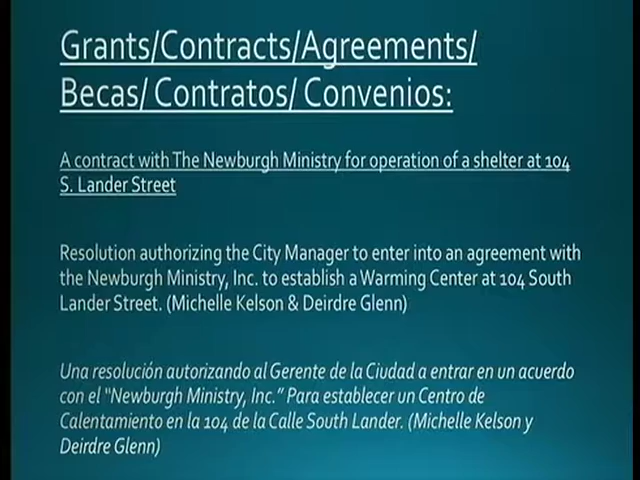 Grants/Contracts/Agreements/
Becas/ Contratos/ Convenios:
A contract with The Newburgh Ministry for operation of a shelter at 104
S. Lander Street
Resolution authorizing the City Manager to enter into an agreement with
the Newburgh Ministry, Inc. to establish a Warming Center at 104 South
Lander Street. (Michelle Kelson & Deirdre Glenn)
Una resolución autorizando al Gerente de la Ciudad a entrar en un acuerdo
con el "Newburgh Ministry, Inc." Para establecer un Centro de
Calentamiento en la 104 de la Calle South Lander. (Michelle Kelson y
Deirdre Glenn)